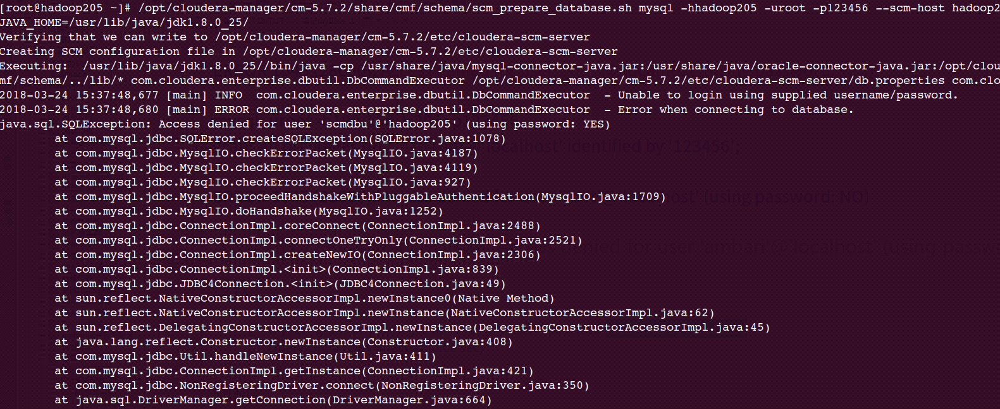 [root@hadoop205 ~]# /opt/cloudera-manager/cm-5.7.2/share/cmf/schema/scm_prepare_database.sh mysql -hhadoop205 -uroot -p123456 --scm-host hadoop2
JAVA_HOME=/usr/lib/java/jdk1.8.0_25/
Verifying that we can write to /opt/cloudera-manager/cm-5.7.2/etc/cloudera-scm-server
Creating SCM configuration file in /opt/cloudera-manager/cm-5.7.2/etc/cloudera-scm-server
Executing:  /usr/lib/java/jdk1.8.0_25//bin/java -cp /usr/share/java/mysql-connector-java.jar:/usr/share/java/oracle-connector-java.jar:/opt/clou
mf/schema/../lib/* com.cloudera.enterprise.dbutil.DbCommandExecutor /opt/cloudera-manager/cm-5.7.2/etc/cloudera-scm-server/db.properties com.clo
2018-03-24 15:37:48,677 [main] INFO  com.cloudera.enterprise.dbutil.DbCommandExecutor  - Unable to login using supplied username/password.
2018-03-24 15:37:48,680 [main] ERROR com.cloudera.enterprise.dbutil.DbCommandExecutor  - Error when connecting to database.
java.sql.SQLException: Access denied for user 'scmdbu'@'hadoop205' (using password: YES)
at com.mysql.jdbc.SQLError.createSQLException(SQLError.java:1078)
at com.mysql.jdbc.MysqlIO.checkErrorPacket(MysqlIO.java:4187)
localhost' identified by '123456';
at com.mysql.jdbc.MysqlIO.checkErrorPacket(MysqlIO.java:4119)
at com.mysql.jdbc.MysqlIO.checkErrorPacket(MysqlIO.java:927)
at com.mysql.jdbc.MysqlIO.proceedHandshakeWithPluggableAuthentication(MysqlIO.java:1709)
(using password: NO)
at com.mysql.jdbc.MysqlIO.doHandshake(MysqlIO.java:1252)
at com.mysql.jdbc.ConnectionImpl.coreConnect(ConnectionImpl.java:2488)
at com.mysql.jdbc.ConnectionImpl.connectOneTryOnly(ConnectionImpl.java:2521)
denied for user 'ambari'@'localhost' (using
at com.mysql.jdbc.ConnectionImpl.createNewIO(ConnectionImpl.java:2306)
at com.mysql.jdbc.ConnectionImpl.<init>(ConnectionImpl.java:839)
at com.mysql.jdbc.JDBC4Connection.<init>(JDBC4Connection.java:49)
at sun.reflect.NativeConstructorAccessorImpl.newInstance0(Native Method)
at sun.reflect.NativeConstructorAccessorImpl.newInstance(NativeConstructorAccessorImpl.java:62)
at sun.reflect.DelegatingConstructorAccessorImpl.newInstance(DelegatingConstructorAccessorImpl.java:45)
at java.lang.reflect.Constructor.newInstance(Constructor.java:408)
at com.mysql.jdbc.Util.handleNewInstance(Util.java:411)
at com.mysql.jdbc.ConnectionImpl.getInstance(ConnectionImpl.java:421)
at com.mysql.jdbc.NonRegisteringDriver.connect(NonRegisteringDriver.java:350)
at java.sql.DriverManager.getConnection(DriverManager.java:664)